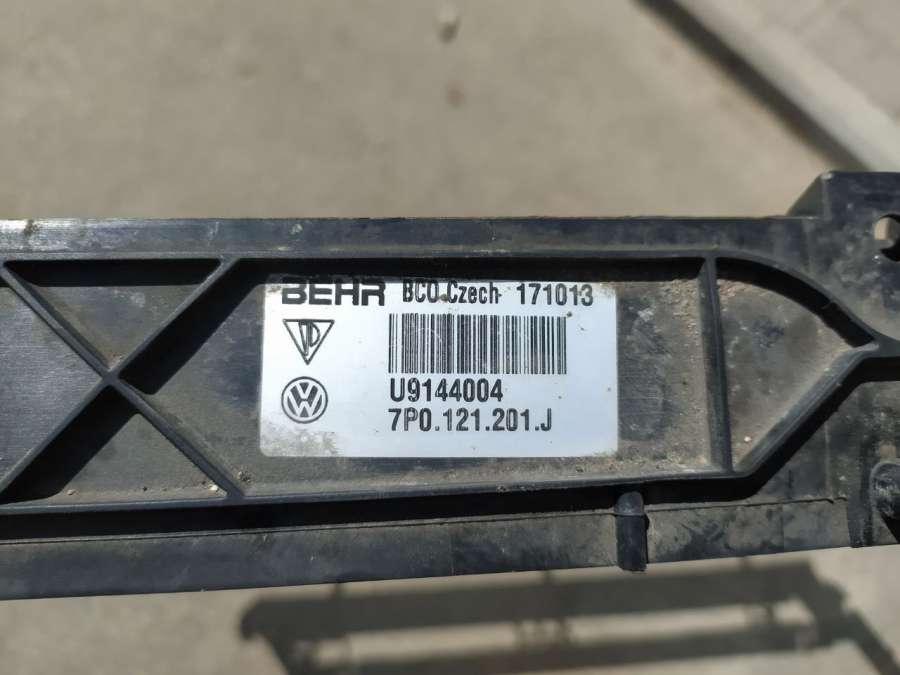 BEHR BCO.Czech 171013
U9144004
7P0.121.201.J